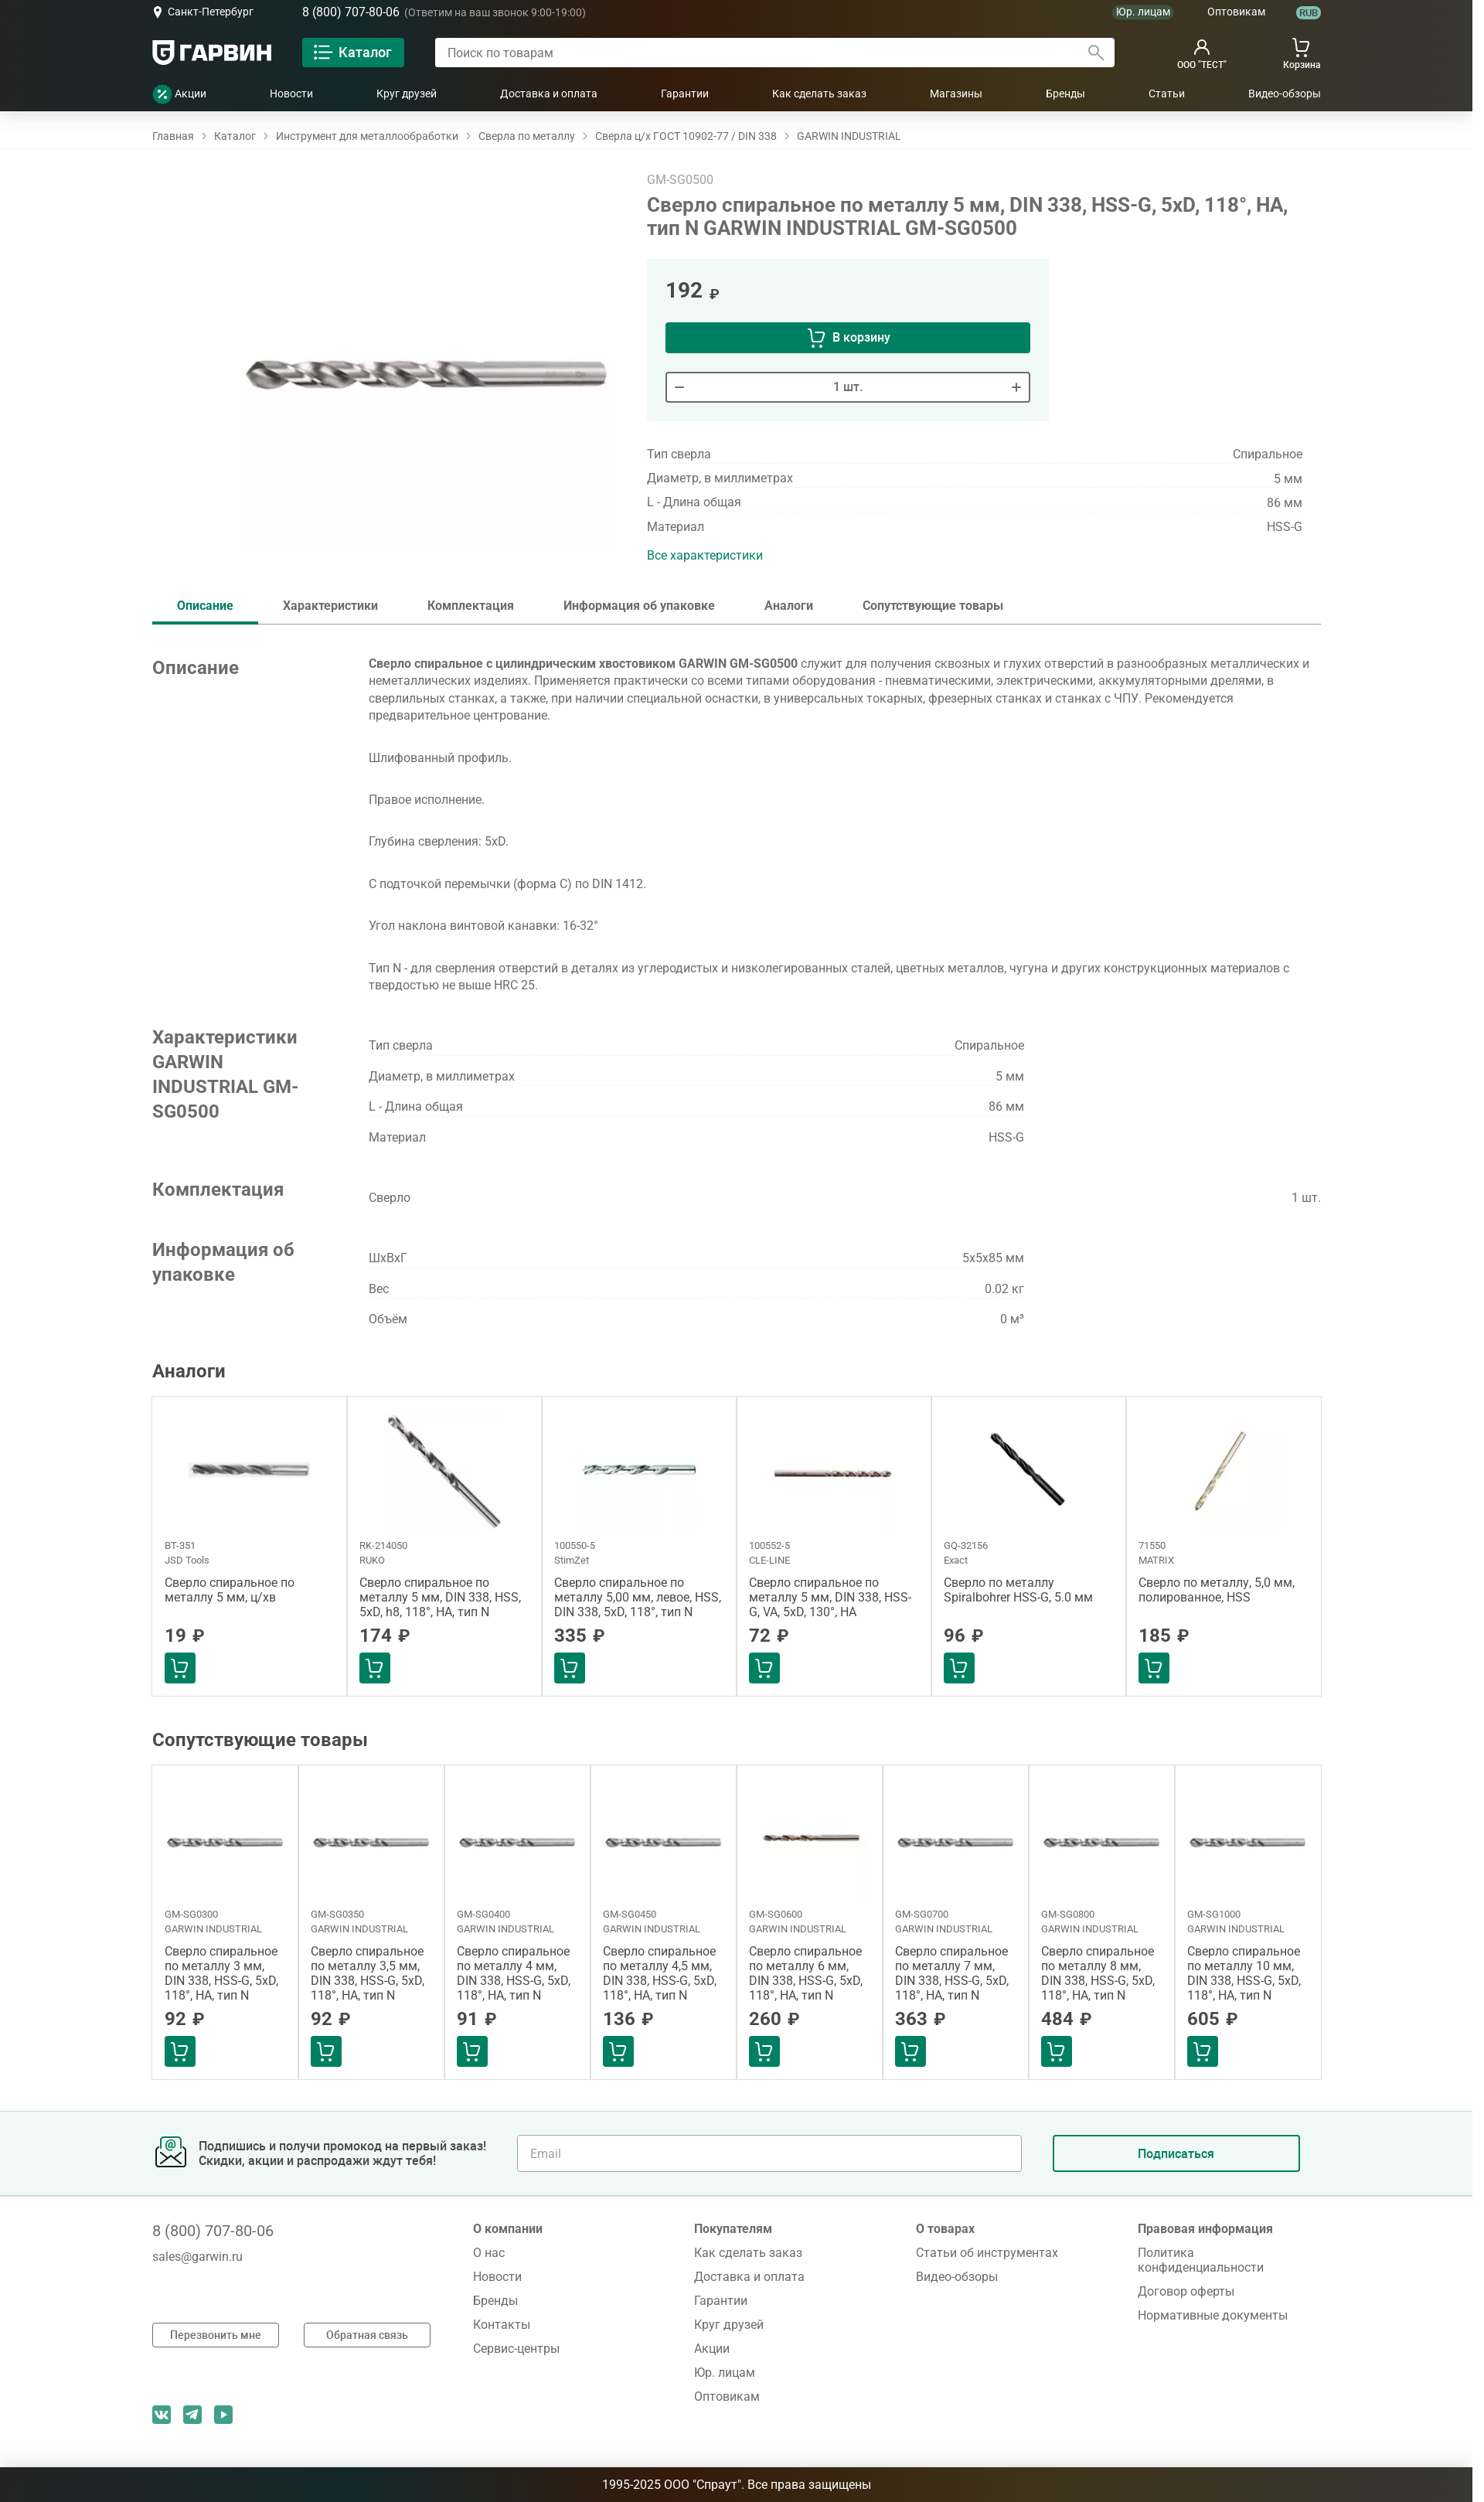 Санкт-Петербург
8 (800) 707-80-06 (Ответим на ваш звонок 9:00-19:00)
Юр. лицам
Оптовикам
RUB
ГАРВИН
Каталог
Поиск по товарам
ООО "ТЕСТ"
Корзина
Акции
Новости
Круг друзей
Доставка и оплата
Гарантии
Как сделать заказ
Магазины
Бренды
Статьи
Видео-обзоры
Главная
Каталог
Инструмент для металлообработки
Сверла по металлу
Сверла ц/х ГОСТ 10902-77 / DIN 338
GARWIN INDUSTRIAL
GM-SG0500
Сверло спиральное по металлу 5 мм, DIN 338, HSS-G, 5xD, 118°, HA,
тип N GARWIN INDUSTRIAL GM-SG0500
192 ₽
В корзину
1 шт.
Тип сверла
Спиральное
Диаметр, в миллиметрах
5 мм
L - Длина общая
86 мм
Материал
HSS-G
Все характеристики
Описание
Характеристики
Комплектация
Информация об упаковке
Аналоги
Сопутствующие товары
Описание
Сверло спиральное с цилиндрическим хвостовиком GARWIN GM-SG0500 служит для получения сквозных и глухих отверстий в разнообразных металлических и
неметаллических изделиях. Применяется практически со всеми типами оборудования - пневматическими, электрическими, аккумуляторными дрелями, в
сверлильных станках, а также, при наличии специальной оснастки, в универсальных токарных, фрезерных станках и станках с ЧПУ. Рекомендуется
предварительное центрование.
Шлифованный профиль.
Правое исполнение.
Глубина сверления: 5xD.
С подточкой перемычки (форма С) по DIN 1412.
Угол наклона винтовой канавки: 16-32°
Тип N - для сверления отверстий в деталях из углеродистых и низколегированных сталей, цветных металлов, чугуна и других конструкционных материалов с
твердостью не выше HRC 25.
Характеристики
GARWIN
INDUSTRIAL GM-
SG0500
Тип сверла
Спиральное
Диаметр, в миллиметрах
5 мм
L - Длина общая
86 мм
Материал
HSS-G
Комплектация
Сверло
1 шт.
Информация об
упаковке
ШхВхГ
5x5x85 мм
Вес
0.02 кг
Объём
0 м³
Аналоги
BT-351
JSD Tools
Сверло спиральное по
металлу 5 мм, ц/хв
19 ₽
RK-214050
RUKO
Сверло спиральное по
металлу 5 мм, DIN 338, HSS,
5xD, h8, 118°, HA, тип N
174 ₽
100550-5
StimZet
Сверло спиральное по
металлу 5,00 мм, левое, HSS,
DIN 338, 5xD, 118°, тип N
335 ₽
100552-5
CLE-LINE
Сверло спиральное по
металлу 5 мм, DIN 338, HSS-
G, VA, 5xD, 130°, HA
72 ₽
GQ-32156
Exact
Сверло по металлу
Spiralbohrer HSS-G, 5.0 мм
96 ₽
71550
MATRIX
Сверло по металлу, 5,0 мм,
полированное, HSS
185 ₽
Сопутствующие товары
GM-SG0300
GARWIN INDUSTRIAL
Сверло спиральное
по металлу 3 мм,
DIN 338, HSS-G, 5xD,
118°, HA, тип N
92 ₽
GM-SG0350
GARWIN INDUSTRIAL
Сверло спиральное
по металлу 3,5 мм,
DIN 338, HSS-G, 5xD,
118°, HA, тип N
92 ₽
GM-SG0400
GARWIN INDUSTRIAL
Сверло спиральное
по металлу 4 мм,
DIN 338, HSS-G, 5xD,
118°, HA, тип N
91 ₽
GM-SG0450
GARWIN INDUSTRIAL
Сверло спиральное
по металлу 4,5 мм,
DIN 338, HSS-G, 5xD,
118°, HA, тип N
136 ₽
GM-SG0600
GARWIN INDUSTRIAL
Сверло спиральное
по металлу 6 мм,
DIN 338, HSS-G, 5xD,
118°, HA, тип N
260 ₽
GM-SG0700
GARWIN INDUSTRIAL
Сверло спиральное
по металлу 7 мм,
DIN 338, HSS-G, 5xD,
118°, HA, тип N
363 ₽
GM-SG0800
GARWIN INDUSTRIAL
Сверло спиральное
по металлу 8 мм,
DIN 338, HSS-G, 5xD,
118°, HA, тип N
484 ₽
GM-SG1000
GARWIN INDUSTRIAL
Сверло спиральное
по металлу 10 мм,
DIN 338, HSS-G, 5xD,
118°, HA, тип N
605 ₽
Подпишись и получи промокод на первый заказ!
Скидки, акции и распродажи ждут тебя!
Email
Подписаться
8 (800) 707-80-06
sales@garwin.ru
Перезвонить мне
Обратная связь
О компании
О нас
Новости
Бренды
Контакты
Сервис-центры
Покупателям
Как сделать заказ
Доставка и оплата
Гарантии
Круг друзей
Акции
Юр. лицам
Оптовикам
О товарах
Статьи об инструментах
Видео-обзоры
Правовая информация
Политика
конфиденциальности
Договор оферты
Нормативные документы
1995-2025 ООО "Спраут". Все права защищены